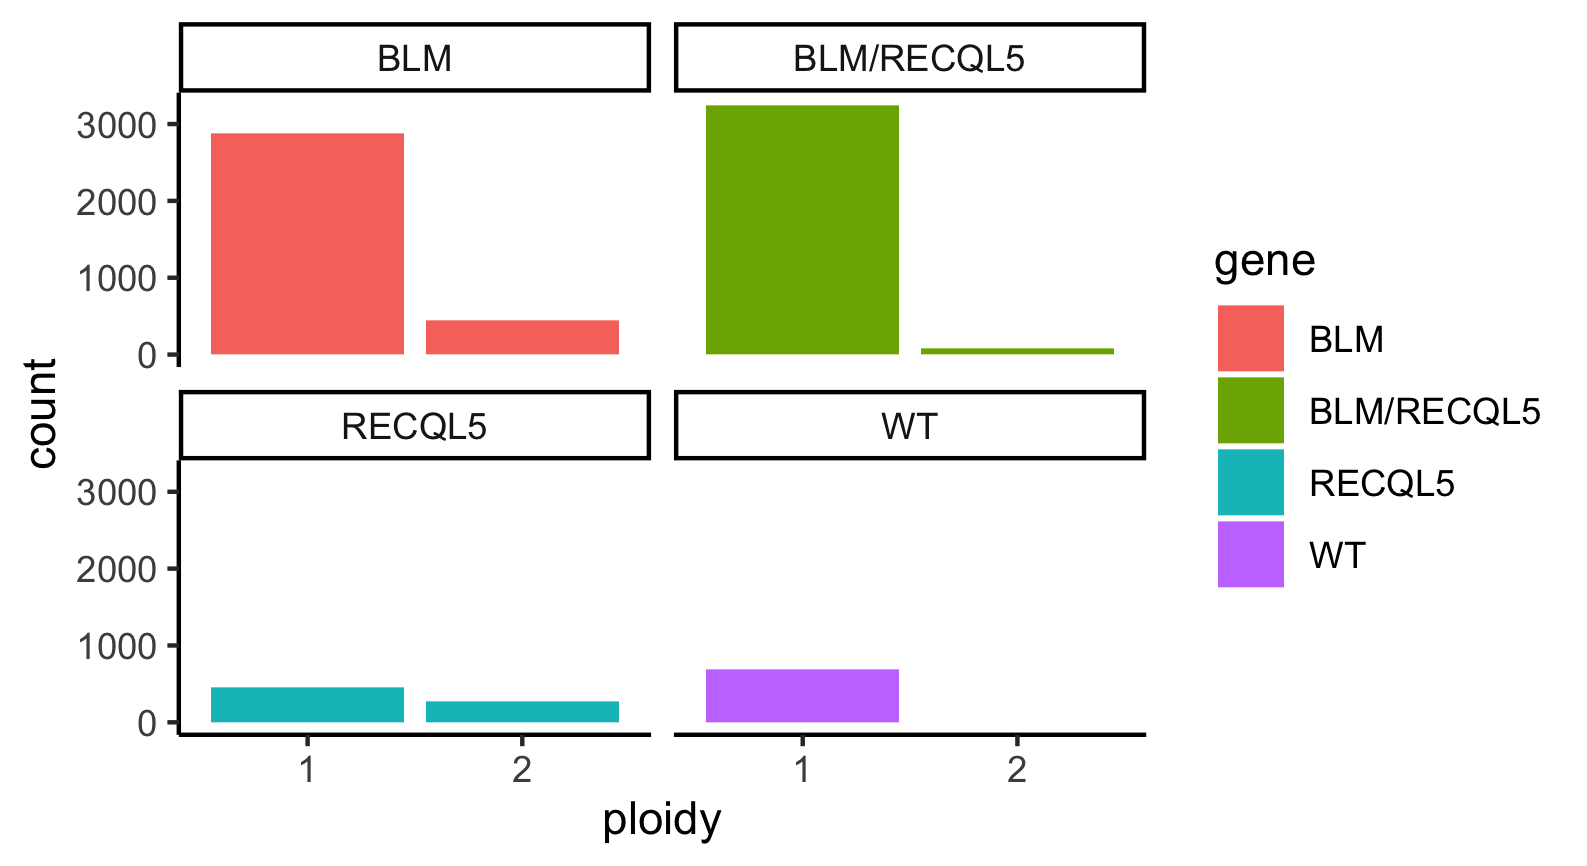 BLM
BLM/RECQL5
3000
2000
1000
0
RECQL5
WT
3000
2000
1000
0
1
2
1
2
count
ploidy
gene
BLM
BLM/RECQL5
RECQL5
WT